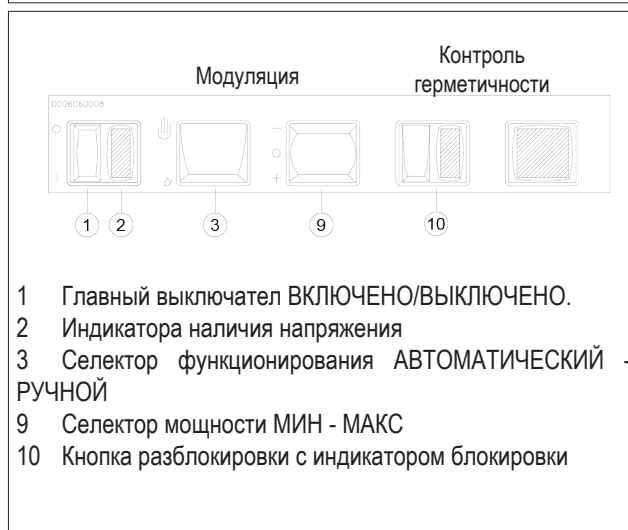 Модуляция
Контроль
герметичности
0006060008
1 2 3 9 10
1 Главный выключател ВКЛЮЧЕНО/ВЫКЛЮЧЕНО.
2 Индикатора наличия напряжения
3 Селектор функционирования АВТОМАТИЧЕСКИЙ -
РУЧНОЙ
9 Селектор мощности МИН - МАКС
10 Кнопка разблокировки с индикатором блокировки